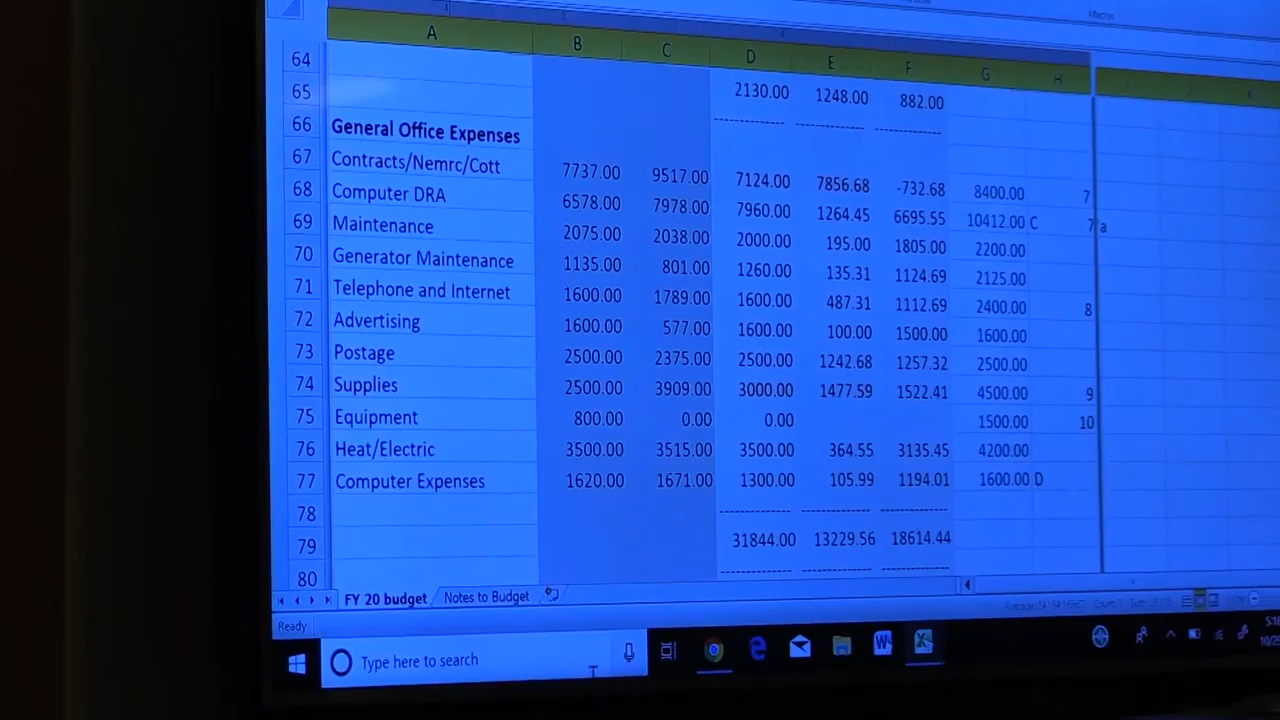 A B C D E F G H
64
65 2130.00 1248.00 882.00
66 General Office Expenses
67 Contracts/Nemrc/Cott 7737.00 9517.00 7124.00 7856.68 -732.68 8400.00 7
68 Computer DRA 6578.00 7978.00 7960.00 1264.45 6695.55 10412.00 C 7 a
69 Maintenance 2075.00 2038.00 2000.00 195.00 1805.00 2200.00
70 Generator Maintenance 1135.00 801.00 1260.00 135.31 1124.69 2125.00
71 Telephone and Internet 1600.00 1789.00 1600.00 487.31 1112.69 2400.00 8
72 Advertising 1600.00 577.00 1600.00 100.00 1500.00 1600.00
73 Postage 2500.00 2375.00 2500.00 1242.68 1257.32 2500.00
74 Supplies 2500.00 3909.00 3000.00 1477.59 1522.41 4500.00 9
75 Equipment 800.00 0.00 0.00 1500.00 10
76 Heat/Electric 3500.00 3515.00 3500.00 364.55 3135.45 4200.00
77 Computer Expenses 1620.00 1671.00 1300.00 105.99 1194.01 1600.00 D
78
79 31844.00 13229.56 18614.44
80
FY 20 budget Notes to Budget
Ready
Type here to search